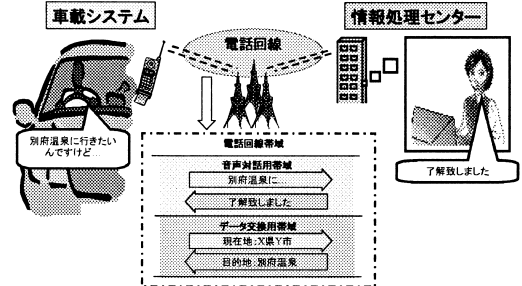 車載システム
情報処理センター
電話回線
別府温泉に行きたい
んですけど...
了解致しました
電話回線帯域
音声対話用帯域
別府温泉に...
了解致しました
データ交換用帯域
現在地:X県Y市
目的地:別府温泉